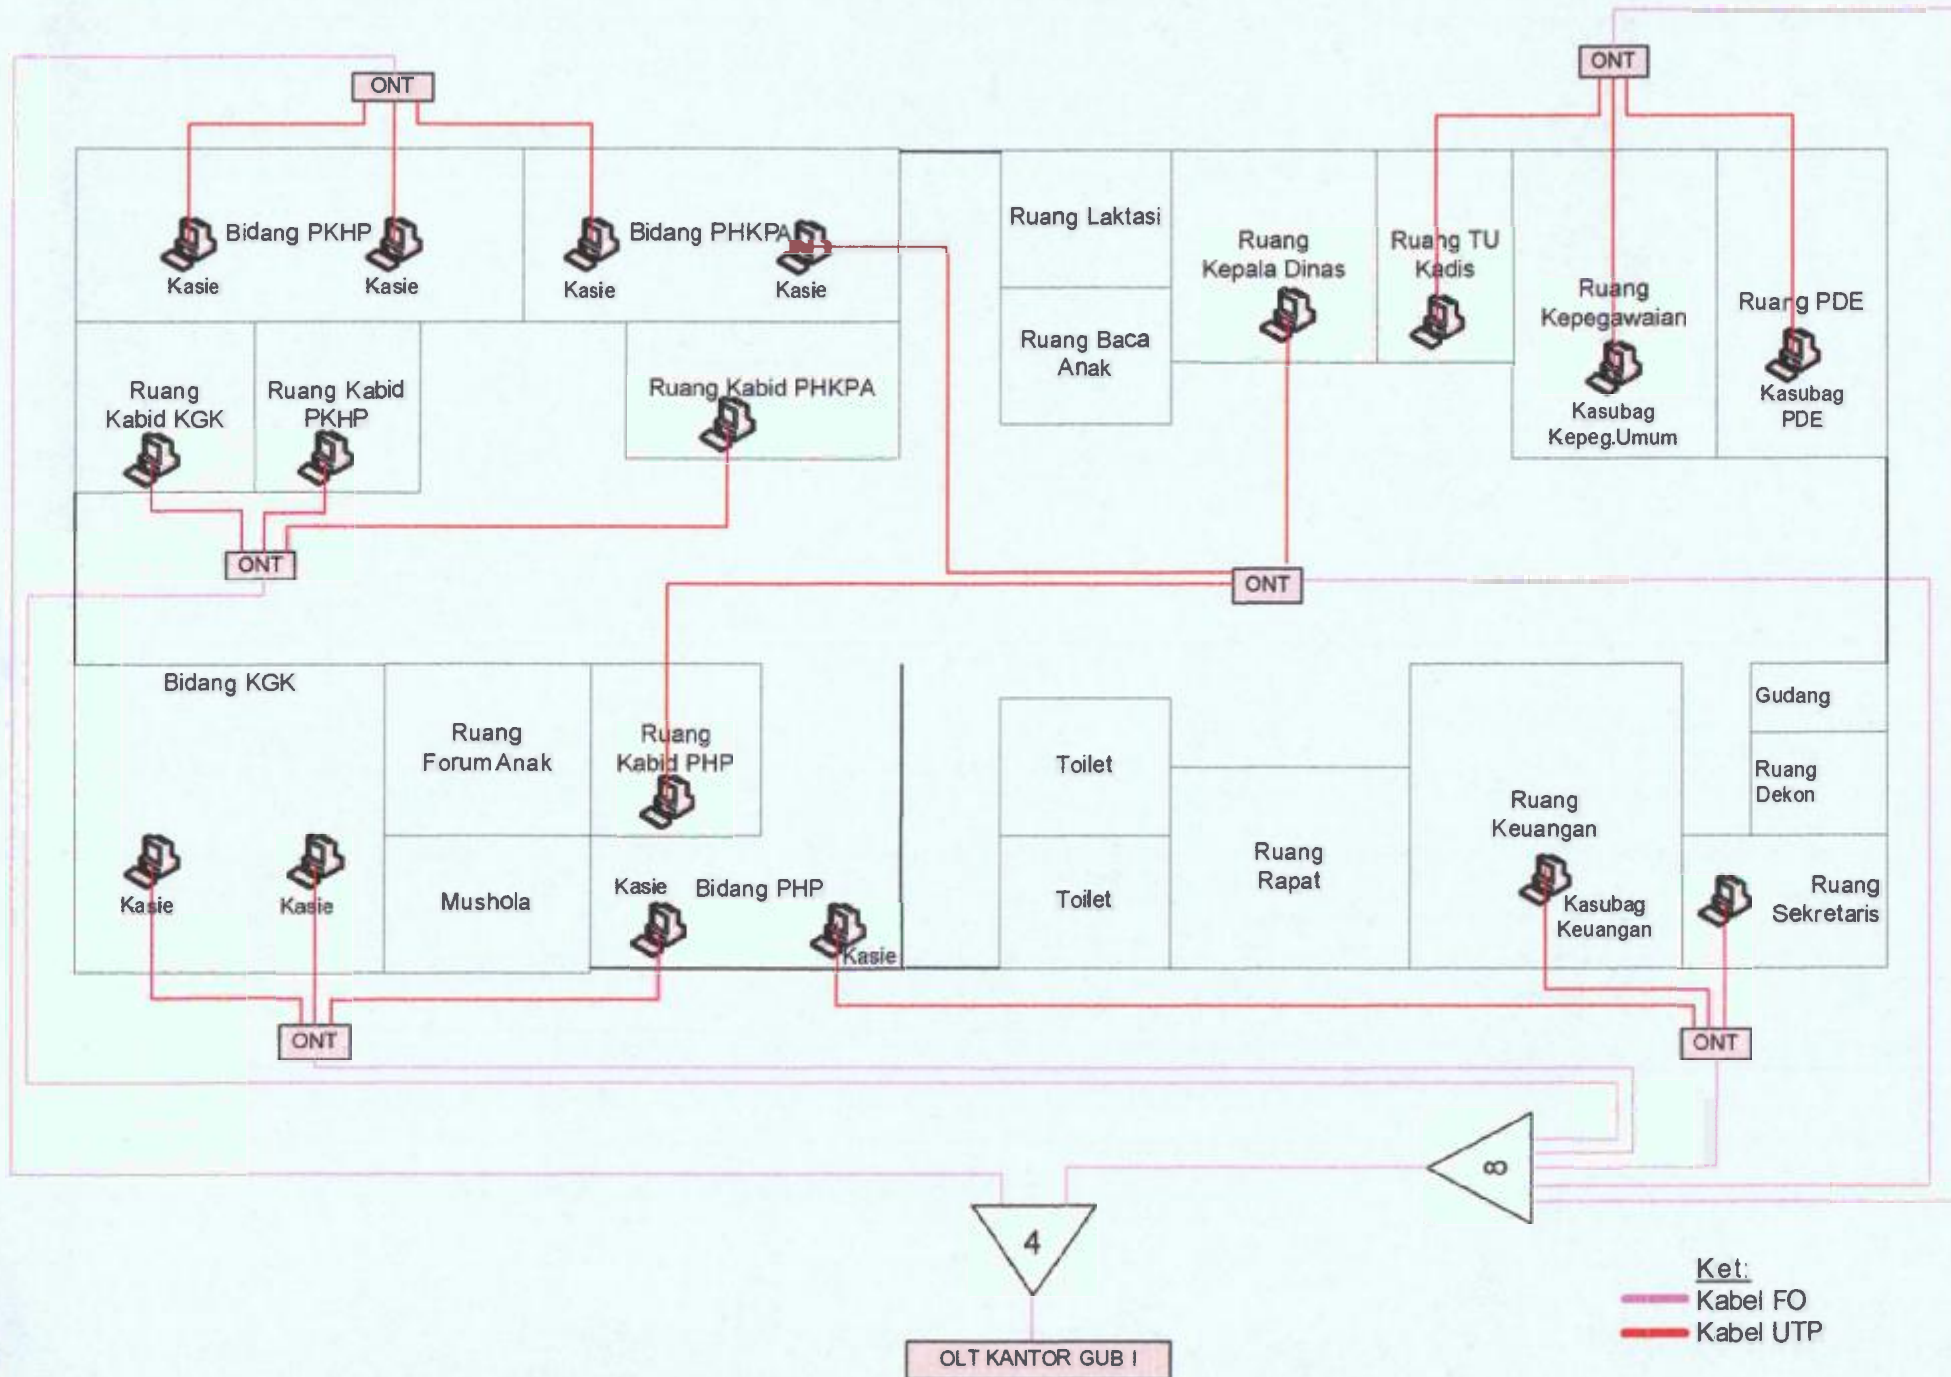 ONT
ONT
Bidang PKHP
Kasie
Kasie
Bidang PHKPA
Kasie
Kasie
Ruang Laktasi
Ruang
Kepala Dinas
Ruang TU
Kadis
Ruang
Kepegawaian
Kasubag
Kepeg.Umum
Ruang PDE
Kasubag
PDE
Ruang Baca
Anak
Ruang
Kabid KGK
Ruang Kabid
PKHP
Ruang Kabid PHKPA
ONT
ONT
Bidang KGK
Kasie
Kasie
Ruang
Forum Anak
Mushola
Ruang
Kabid PHP
Kasie
Bidang PHP
Kasie
Toilet
Toilet
Ruang
Rapat
Ruang
Keuangan
Kasubag
Keuangan
Gudang
Ruang
Dekon
Ruang
Sekretaris
ONT
ONT
8
4
OLT KANTOR GUB I
Ket:
Kabel FO
Kabel UTP